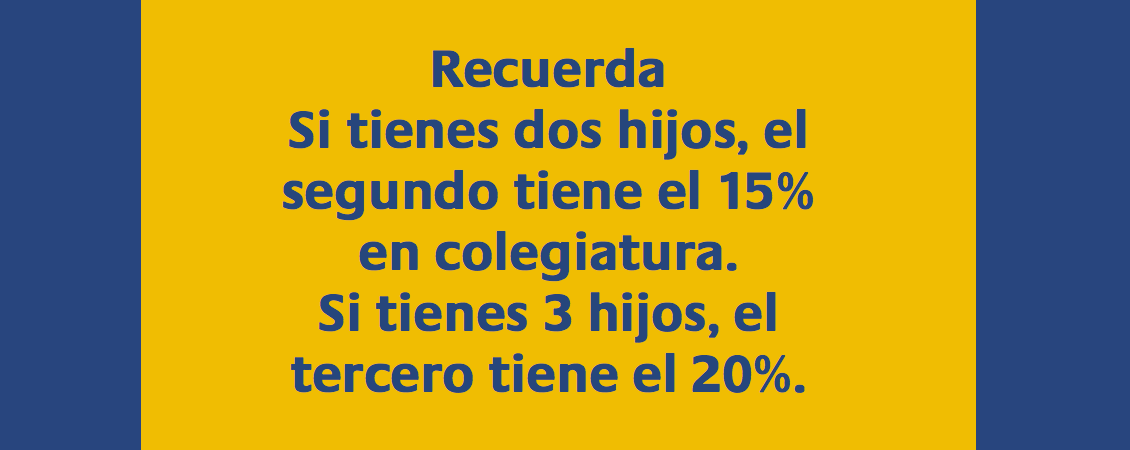 Recuerda
Si tienes dos hijos, el
segundo tiene el 15%
en colegiatura.
Si tienes 3 hijos, el
tercero tiene el 20%.